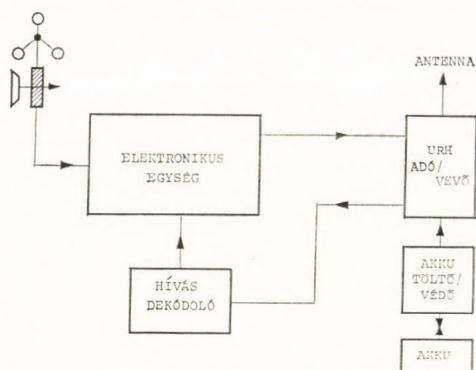 ANTENNA
ELEKTRONIKUS
EGYSÉG
URH
ADÓ/
VEVŐ
HÍVÁS
DEKÓDOLÓ
AKKU
TÖLTŐ/
VÉDŐ
AKKU